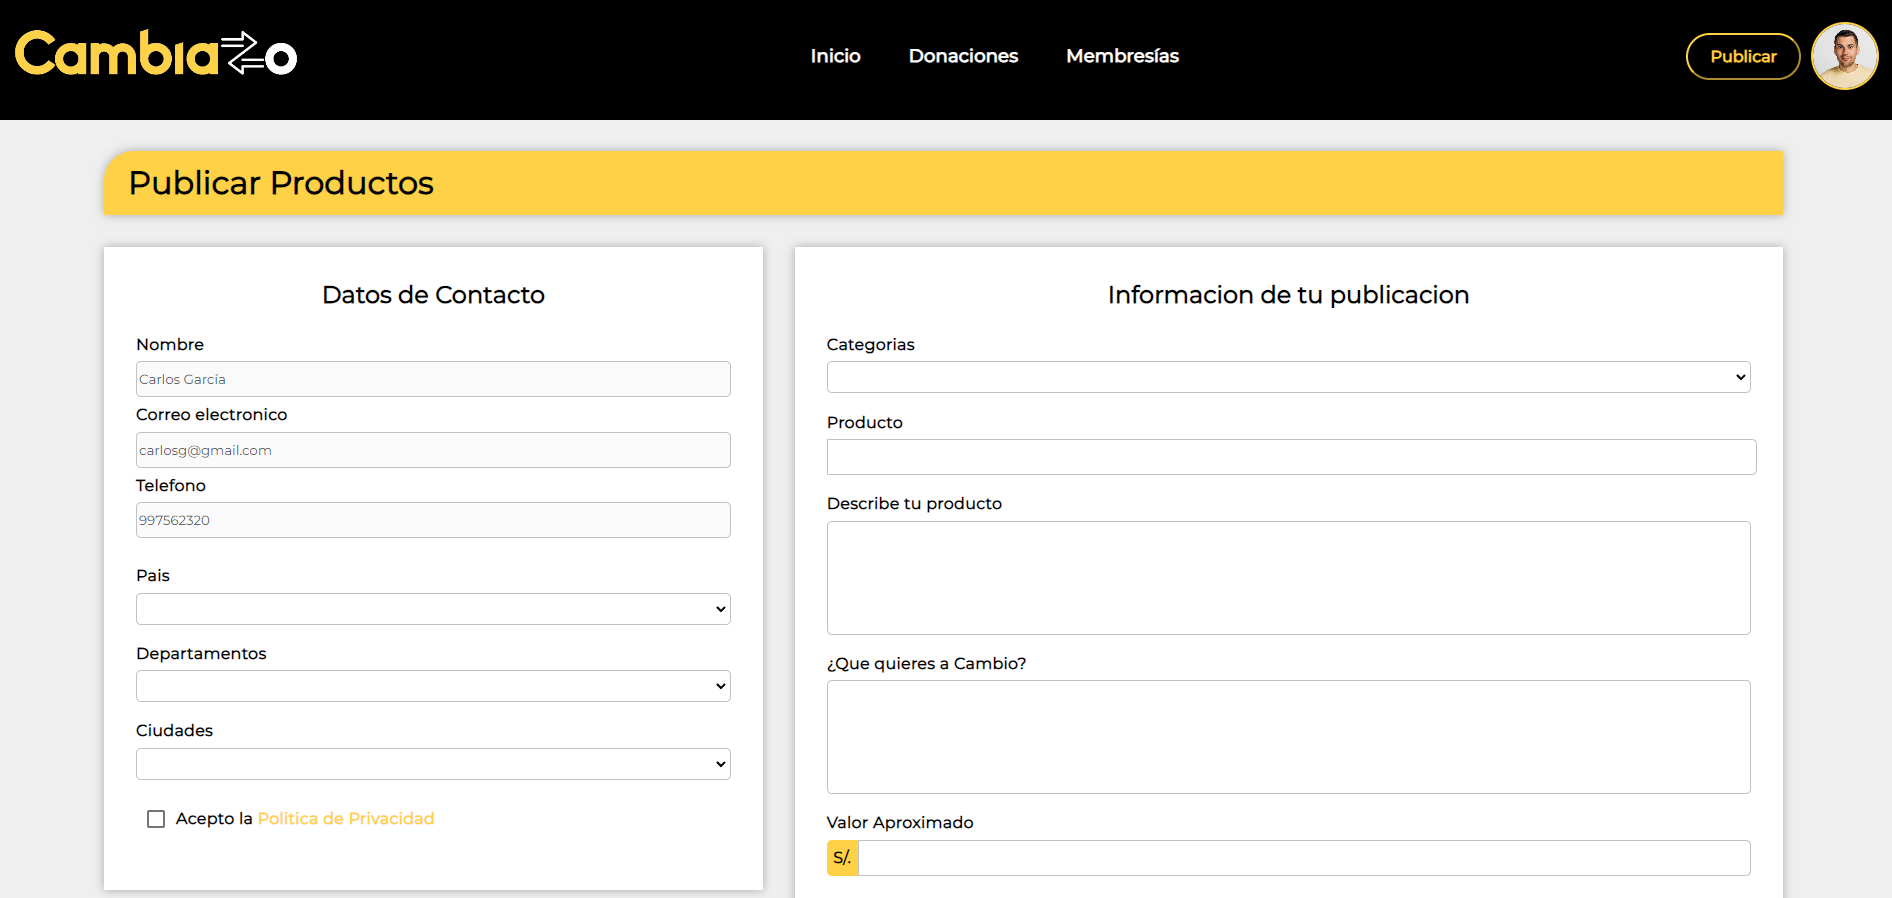 Cambiazo
Inicio
Donaciones
Membresías
Publicar
Publicar Productos
Datos de Contacto
Nombre
Carlos García
Correo electronico
carlosg@gmail.com
Telefono
997562320
Pais
Departamentos
Ciudades
Acepto la Politica de Privacidad
Informacion de tu publicacion
Categorias
Producto
Describe tu producto
¿Que quieres a Cambio?
Valor Aproximado
S/.